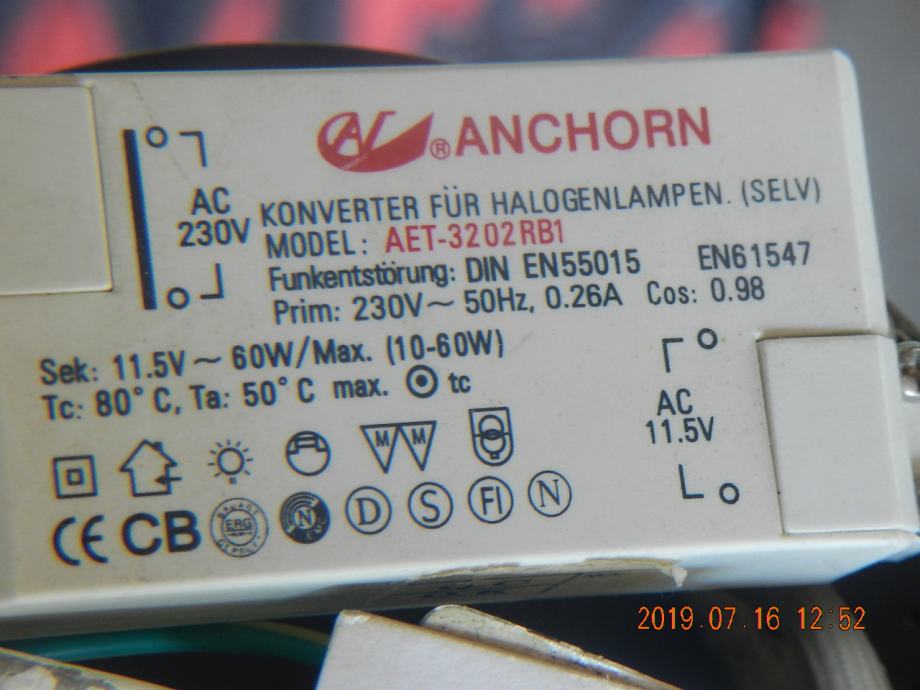 ANCHORN
AC
230V
KONVERTER FÜR HALOGENLAMPEN. (SELV)
MODEL: AET-3202RB1
Funkentstörung: DIN EN55015 EN61547
Prim: 230V~ 50Hz, 0.26A Cos: 0.98
Sek: 11.5V~ 60W/Max. (10-60W)
Tc: 80°C, Ta: 50°C max. tc
AC
11.5V
M M
CE CB ERG N D S FI N
2019.07.16 12:52